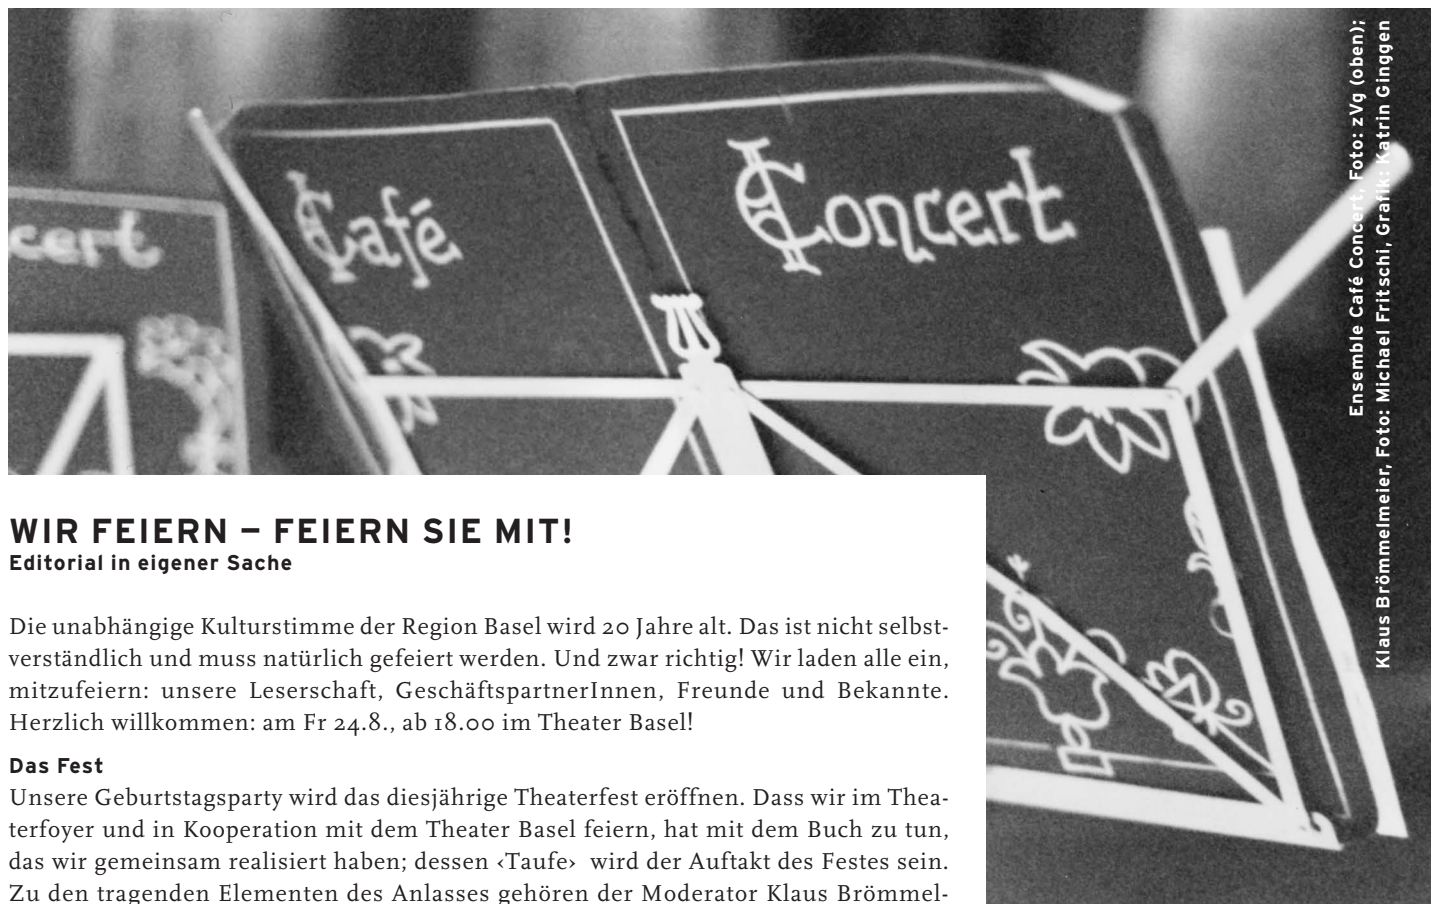 cert
Café
Concert
Ensemble Café Concert, Foto: zVg (oben);
Klaus Brömmelmeier, Foto: Michael Fritschi, Grafik: Katrin Ginggen
WIR FEIERN – FEIERN SIE MIT!
Editorial in eigener Sache
Die unabhängige Kulturstimme der Region Basel wird 20 Jahre alt. Das ist nicht selbst-
verständlich und muss natürlich gefeiert werden. Und zwar richtig! Wir laden alle ein,
mitzufeiern: unsere Leserschaft, GeschäftspartnerInnen, Freunde und Bekannte.
Herzlich willkommen: am Fr 24.8., ab 18.00 im Theater Basel!
Das Fest
Unsere Geburtstagsparty wird das diesjährige Theaterfest eröffnen. Dass wir im Thea-
terfoyer und in Kooperation mit dem Theater Basel feiern, hat mit dem Buch zu tun,
das wir gemeinsam realisiert haben; dessen ‹Taufe› wird der Auftakt des Festes sein.
Zu den tragenden Elementen des Anlasses gehören der Moderator Klaus Brömmel-